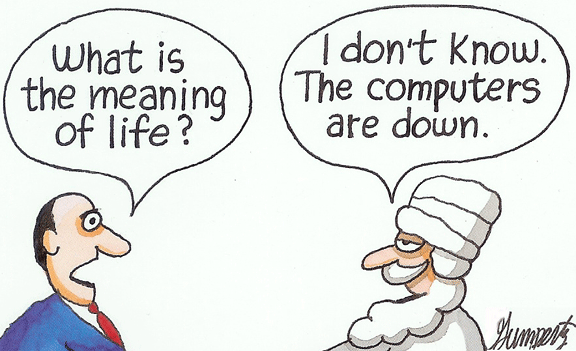 What is
the meaning
of life?
I don't know.
The computers
are down.
Gumpertz